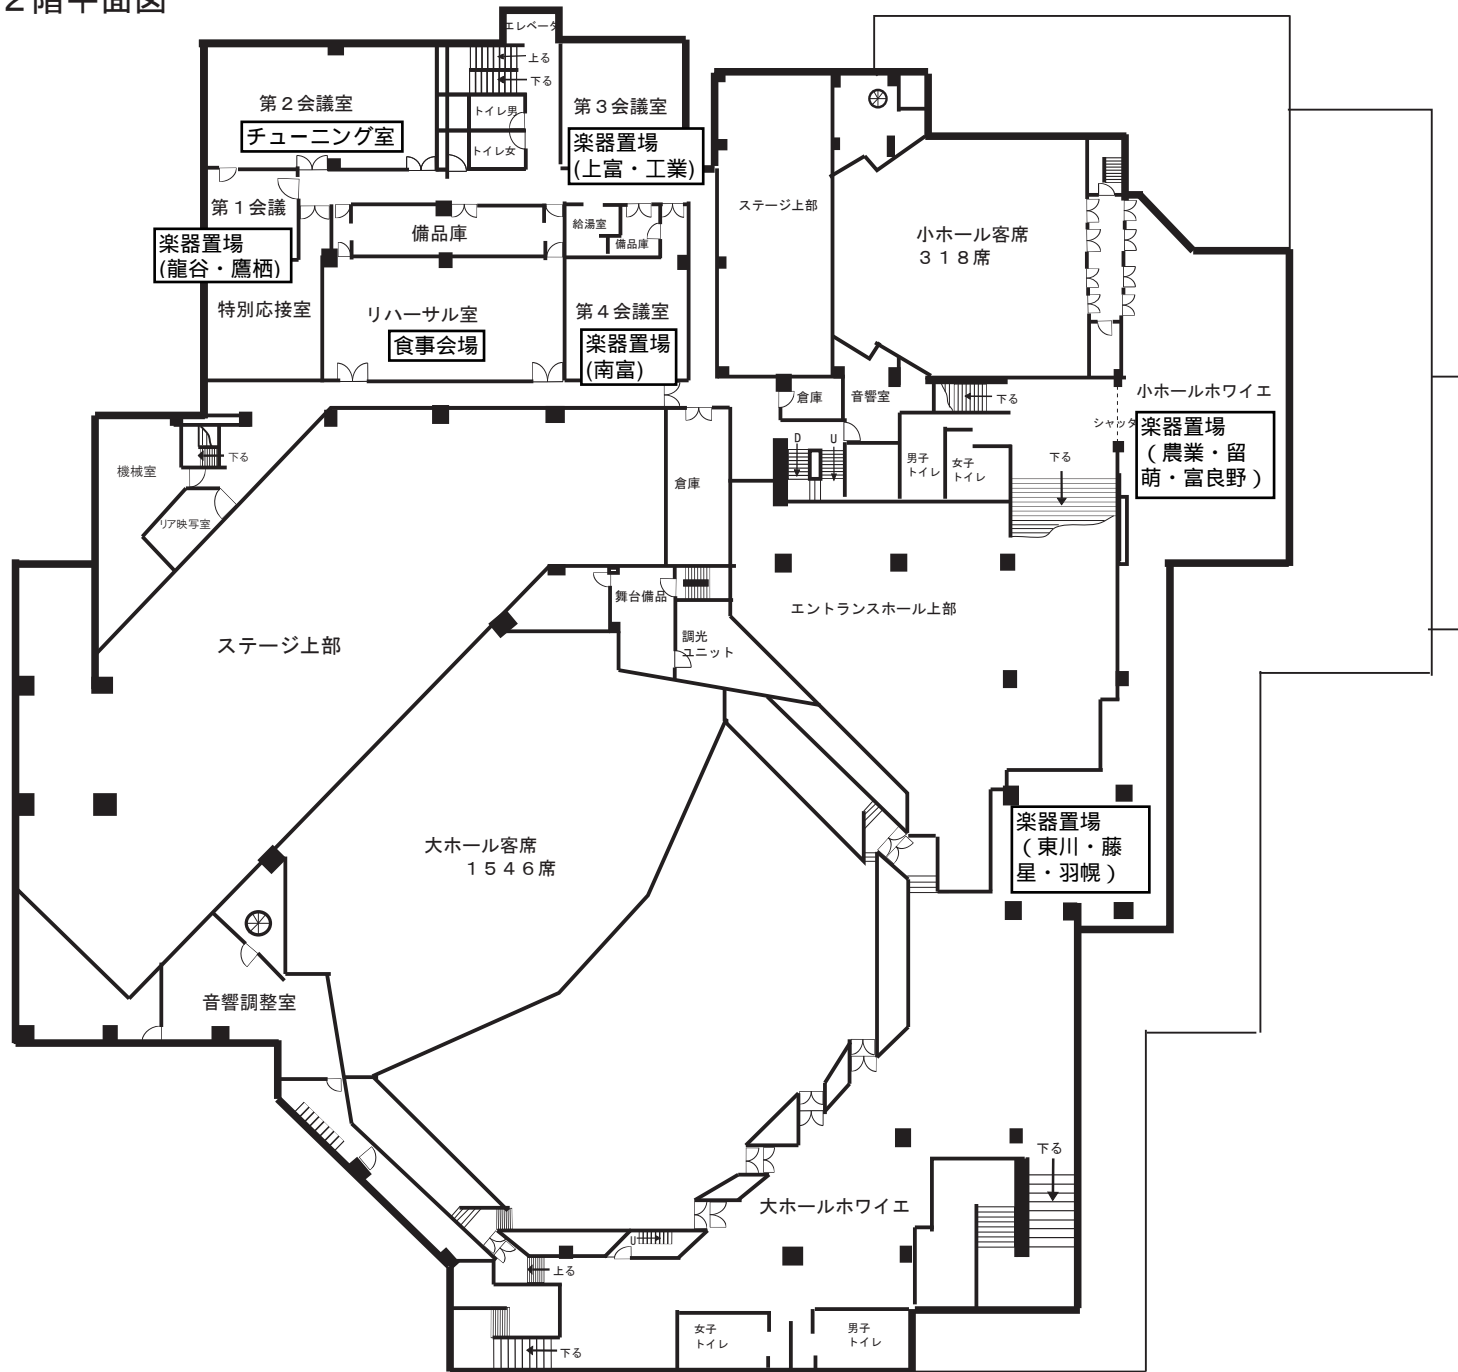 ２階平面図
エレベータ
上る
下る
第２会議室
チューニング室
トイレ男
トイレ女
第３会議室
楽器置場
(上富・工業)
第１会議
楽器置場
(龍谷・鷹栖)
備品庫
給湯室
備品庫
特別応接室
リハーサル室
食事会場
第４会議室
楽器置場
(南富)
ステージ上部
小ホール客席
３１８席
倉庫
音響室
下る
小ホールホワイエ
シャッタ
楽器置場
（農業・留
萌・富良野）
D
U
男子
トイレ
女子
トイレ
下る
機械室
下る
リア映写室
倉庫
舞台備品
調光
ユニット
エントランスホール上部
ステージ上部
大ホール客席
１５４６席
楽器置場
（東川・藤
星・羽幌）
音響調整室
下る
大ホールホワイエ
U
上る
下る
女子
トイレ
男子
トイレ